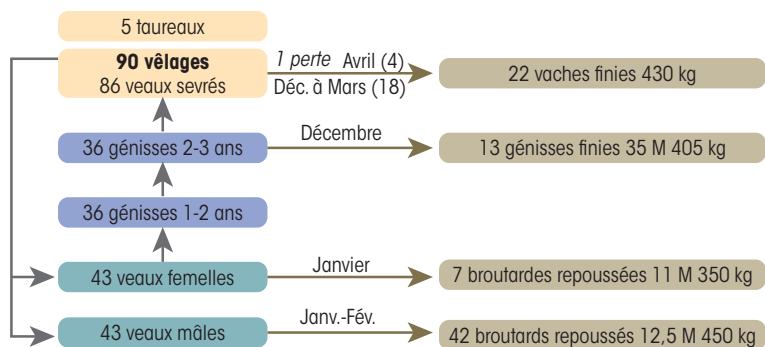 5 taureaux
90 vêlages
86 veaux sevrés
1 perte Avril (4)
Déc. à Mars (18)
22 vaches finies 430 kg
36 génisses 2-3 ans
Décembre
13 génisses finies 35 M 405 kg
36 génisses 1-2 ans
43 veaux femelles
Janvier
7 broutardes repoussées 11 M 350 kg
43 veaux mâles
Janv.-Fév.
42 broutards repoussés 12,5 M 450 kg